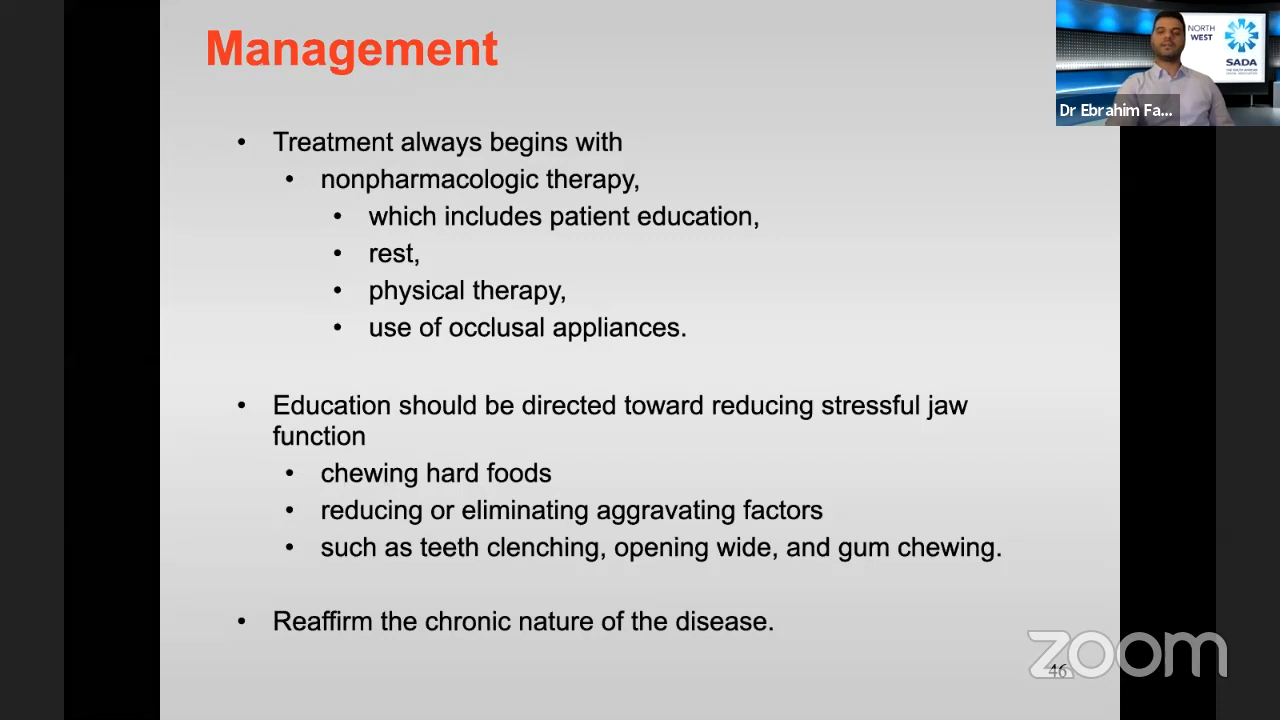 Management
NORTH
WEST
SADA
Dr Ebrahim Fa...
• Treatment always begins with
• nonpharmacologic therapy,
• which includes patient education,
• rest,
• physical therapy,
• use of occlusal appliances.
• Education should be directed toward reducing stressful jaw
function
• chewing hard foods
• reducing or eliminating aggravating factors
• such as teeth clenching, opening wide, and gum chewing.
• Reaffirm the chronic nature of the disease.
zoom
46